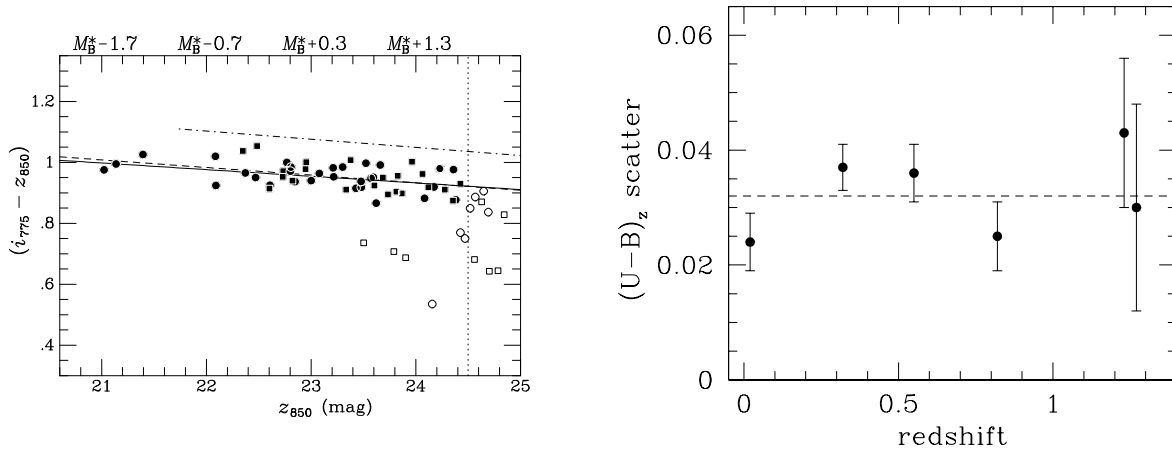 M*B−1.7 M*B−0.7 M*B+0.3 M*B+1.3
1.2
1
.8
.6
.4
(i775 − z850)
21 22 23 24 25
z850 (mag)
0.06
0.04
0.02
0
(U−B)z scatter
0 0.5 1
redshift